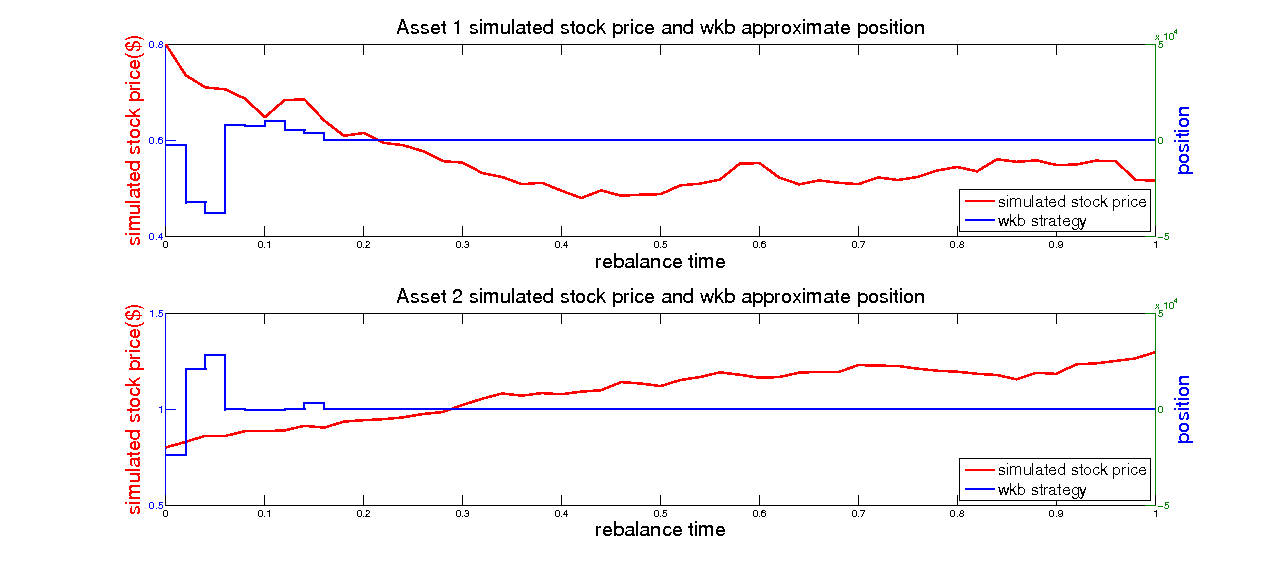 Asset 1 simulated stock price and wkb approximate position
x 10^4
simulated stock price($)
0.8
0.6
0.4
5
0
−5
position
simulated stock price
wkb strategy
0 0.1 0.2 0.3 0.4 0.5 0.6 0.7 0.8 0.9 1
rebalance time
Asset 2 simulated stock price and wkb approximate position
x 10^4
simulated stock price($)
1.5
1
0.5
5
0
−5
position
simulated stock price
wkb strategy
0 0.1 0.2 0.3 0.4 0.5 0.6 0.7 0.8 0.9 1
rebalance time